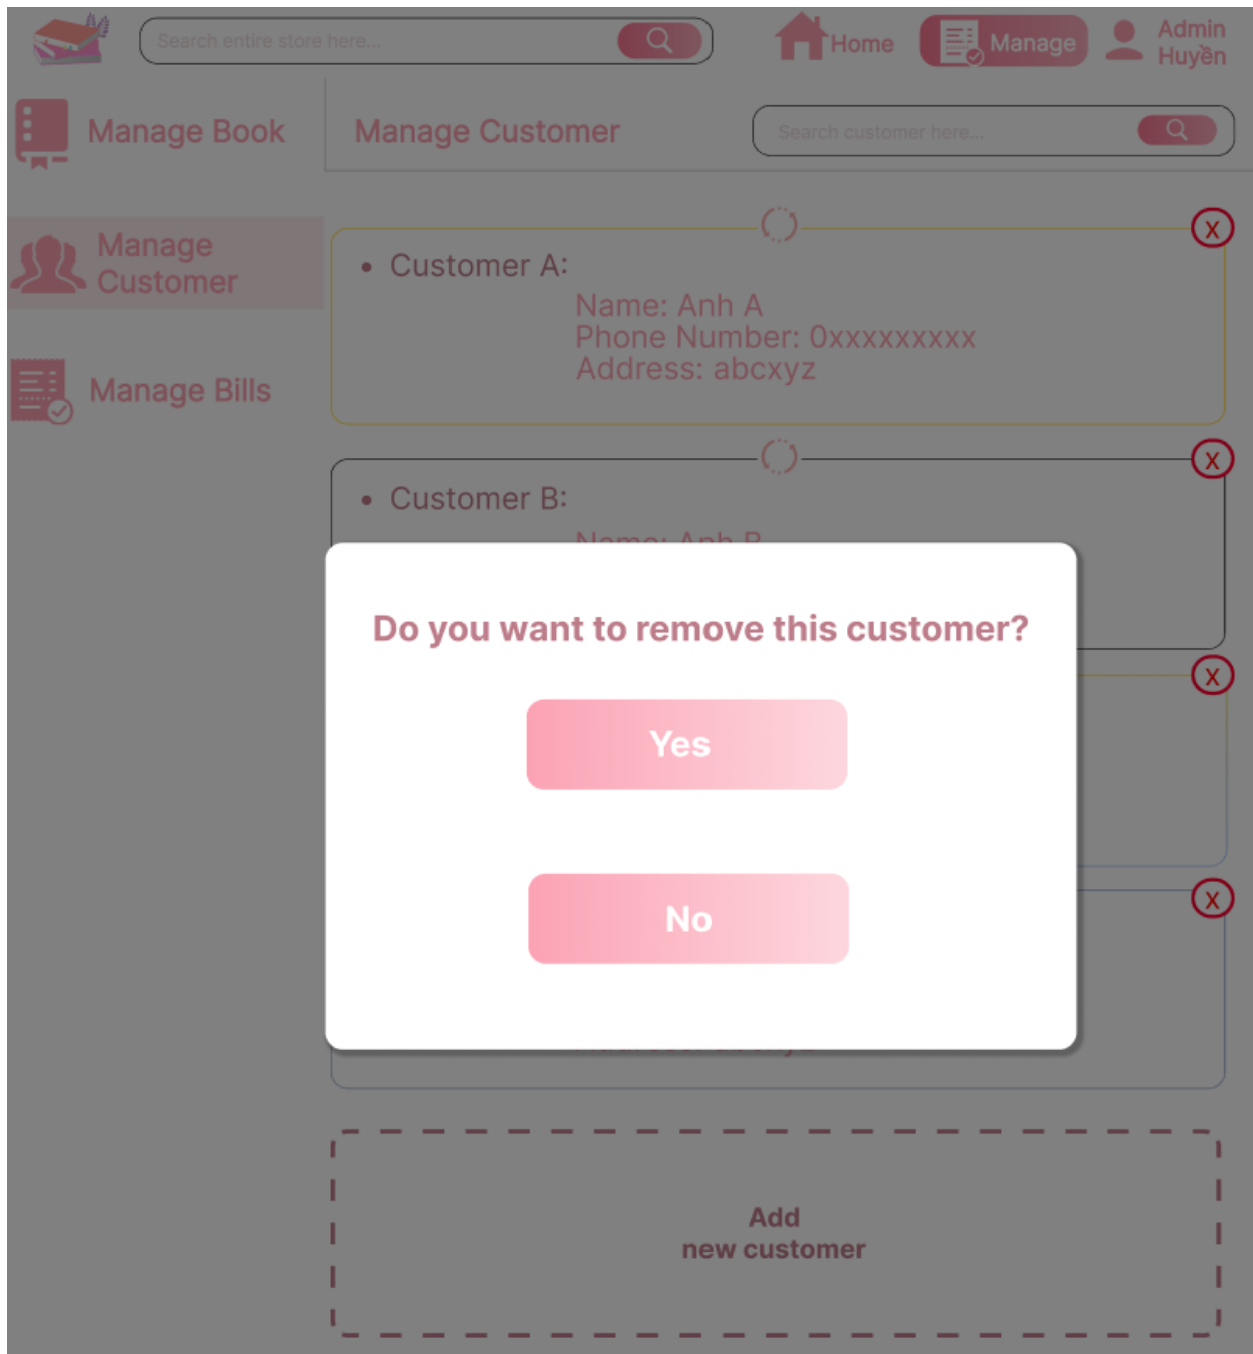 Search entire store here...
Home
Manage
Admin
Huyền
Manage Book
Manage Customer
Search customer here...
Manage
Customer
Manage Bills
X
• Customer A:
Name: Anh A
Phone Number: 0xxxxxxxxx
Address: abcxyz
X
• Customer B:
Name: Anh B
Do you want to remove this customer?
X
Yes
No
X
Add
new customer